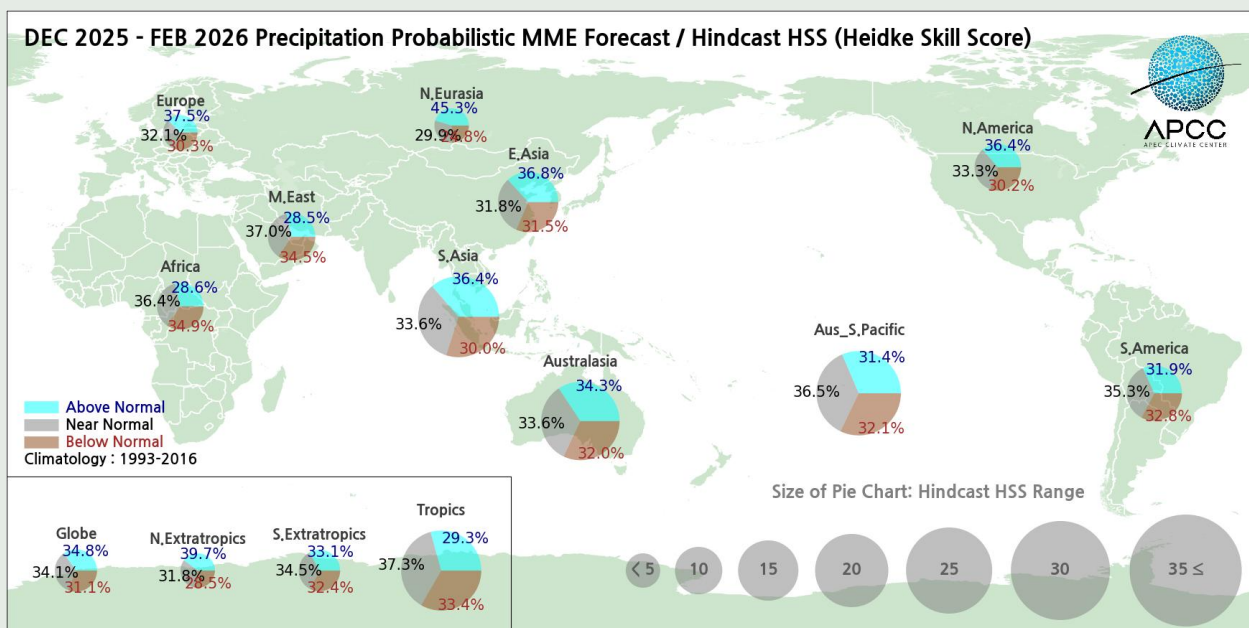 DEC 2025 - FEB 2026 Precipitation Probabilistic MME Forecast / Hindcast HSS (Heidke Skill Score)
APCC
APEC CLIMATE CENTER
Europe
37.5%
32.1%
30.3%
N.Eurasia
45.3%
29.9%
E.Asia
36.8%
31.8%
31.5%
N.America
36.4%
33.3%
30.2%
M.East
28.5%
37.0%
34.5%
Africa
28.6%
36.4%
34.9%
S.Asia
36.4%
33.6%
30.0%
Australasia
34.3%
33.6%
32.0%
Aus_S.Pacific
31.4%
36.5%
32.1%
S.America
31.9%
35.3%
32.8%
Above Normal
Near Normal
Below Normal
Climatology : 1993-2016
Globe
34.8%
34.1%
31.1%
N.Extratropics
39.7%
31.8%
28.5%
S.Extratropics
33.1%
34.5%
32.4%
Tropics
29.3%
37.3%
33.4%
Size of Pie Chart: Hindcast HSS Range
< 5
10
15
20
25
30
35 ≤